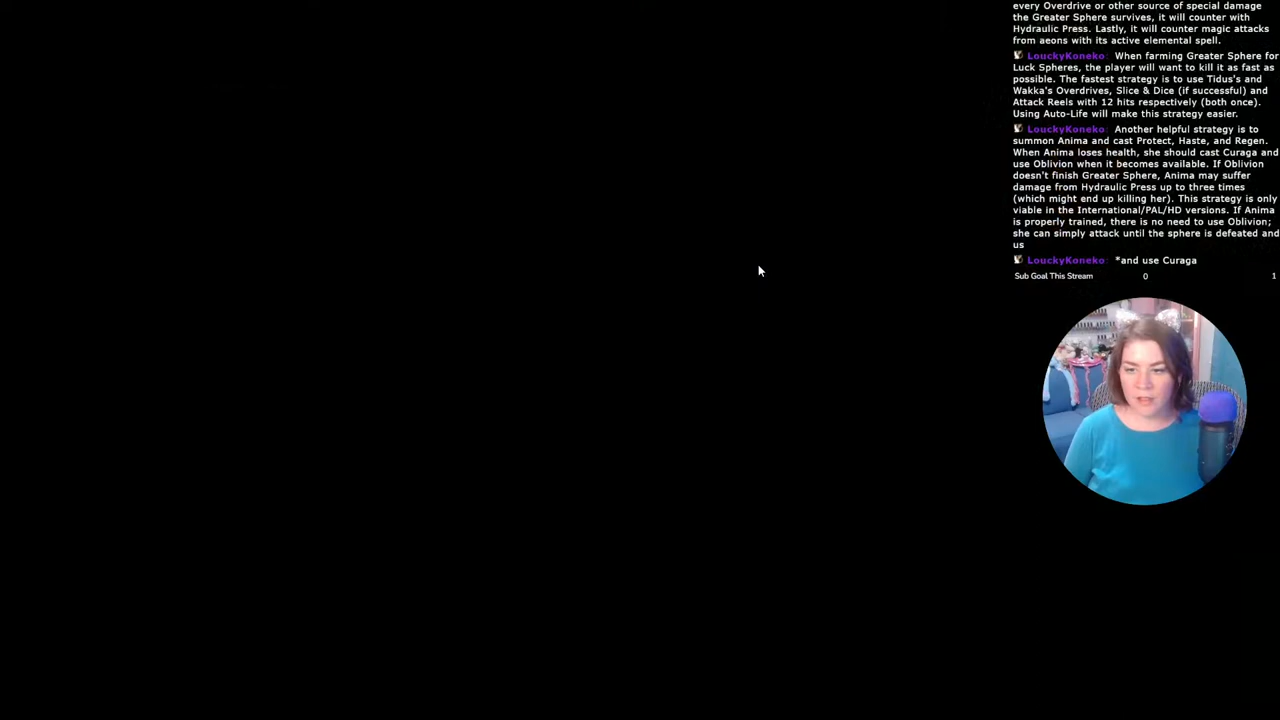 every Overdrive or other source of special damage
the Greater Sphere survives, it will counter with
Hydraulic Press. Lastly, it will counter magic attacks
from aeons with its active elemental spell.
LouckyKoneko: When farming Greater Sphere for
Luck Spheres, the player will want to kill it as fast as
possible. The fastest strategy is to use Tidus's and
Wakka's Overdrives, Slice & Dice (if successful) and
Attack Reels with 12 hits respectively (both once).
Using Auto-Life will make this strategy easier.
LouckyKoneko: Another helpful strategy is to
summon Anima and cast Protect, Haste, and Regen.
When Anima loses health, she should cast Curaga and
use Oblivion when it becomes available. If Oblivion
doesn't finish Greater Sphere, Anima may suffer
damage from Hydraulic Press up to three times
(which might end up killing her). This strategy is only
viable in the International/PAL/HD versions. If Anima
is properly trained, there is no need to use Oblivion;
she can simply attack until the sphere is defeated and
us
LouckyKoneko: *and use Curaga
Sub Goal This Stream 0 1